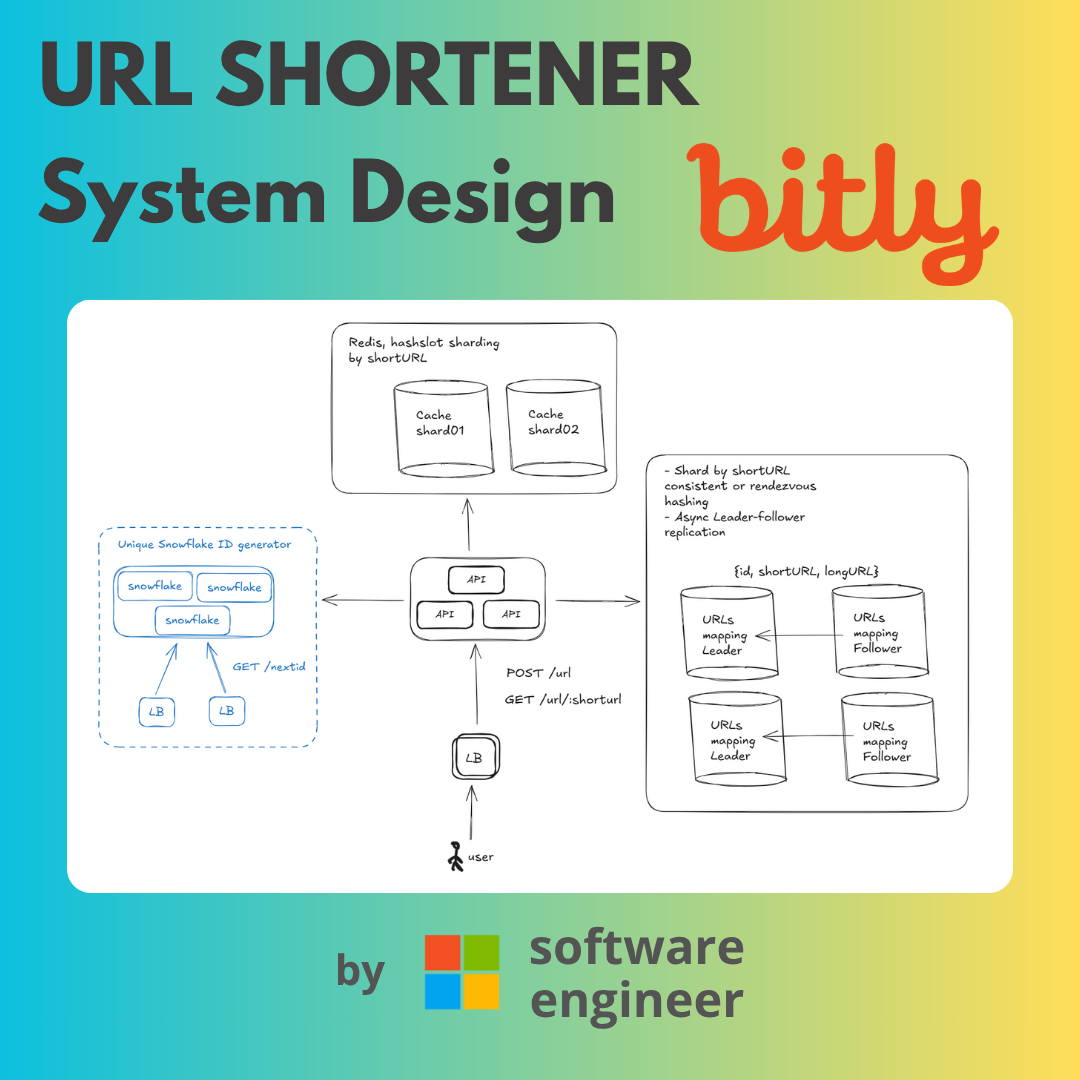 URL SHORTENER
System Design
bitly
Redis, hashslot sharding
by shortURL
Cache
shard01
Cache
shard02
- Shard by shortURL
consistent or rendezvous
hashing
- Async Leader-follower
replication
{id, shortURL, longURL}
URLs
mapping
Leader
URLs
mapping
Follower
URLs
mapping
Leader
URLs
mapping
Follower
Unique Snowflake ID generator
snowflake
snowflake
snowflake
GET /nextid
LB
LB
API
API
API
POST /url
GET /url/:shorturl
LB
user
by
software
engineer